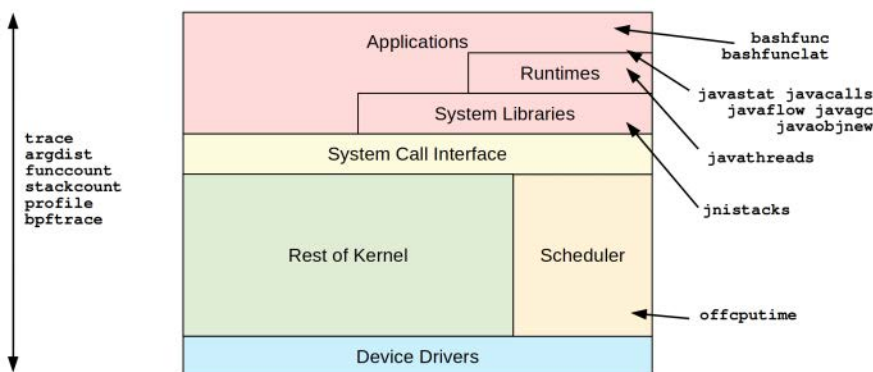 trace
argdist
funccount
stackcount
profile
bpftrace
Applications
Runtimes
System Libraries
System Call Interface
Rest of Kernel
Scheduler
Device Drivers
bashfunc
bashfunclat
javastat javacalls
javaflow javagc
javaobjnew
javathreads
jnistacks
offcputime